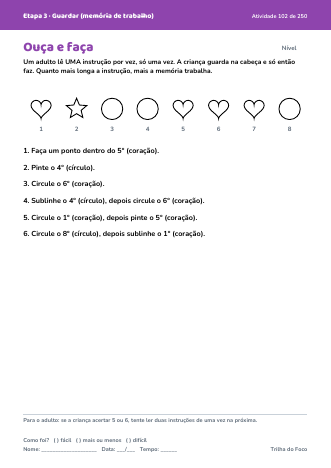 Etapa 3 · Guardar (memória de trabalho)
Atividade 102 de 250
Ouça e faça
Nível
Um adulto lê UMA instrução por vez, só uma vez. A criança guarda na cabeça e só então
faz. Quanto mais longa a instrução, mais a memória trabalha.
1 2 3 4 5 6 7 8
1. Faça um ponto dentro do 5º (coração).
2. Pinte o 4º (círculo).
3. Circule o 6º (coração).
4. Sublinhe o 4º (círculo), depois circule o 6º (coração).
5. Circule o 1º (coração), depois pinte o 5º (coração).
6. Circule o 8º (círculo), depois sublinhe o 1º (coração).
Para o adulto: se a criança acertar 5 ou 6, tente ler duas instruções de uma vez na próxima.
Como foi? ( ) fácil ( ) mais ou menos ( ) difícil
Nome: ____________________ Data: ___/___ Tempo: ______
Trilha do Foco